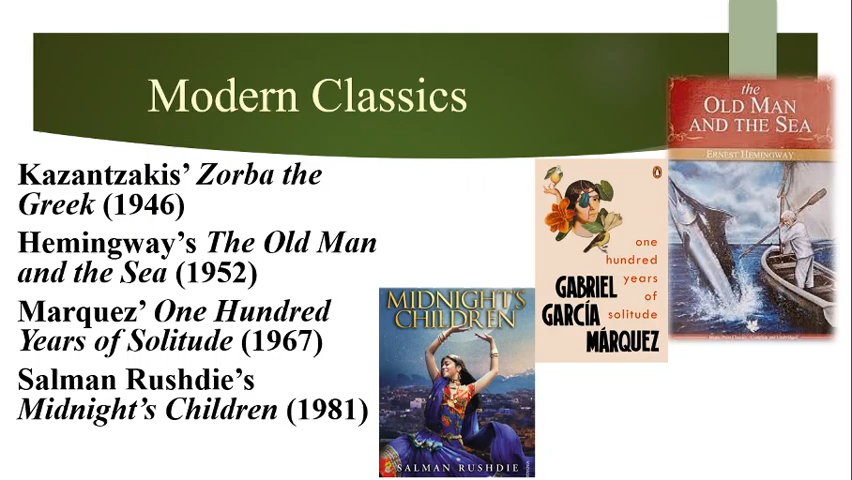 Modern Classics
Kazantzakis’ Zorba the
Greek (1946)
Hemingway’s The Old Man
and the Sea (1952)
Marquez’ One Hundred
Years of Solitude (1967)
Salman Rushdie’s
Midnight’s Children (1981)
MIDNIGHT'S
CHILDREN
SALMAN RUSHDIE
one
hundred
years
of
solitude
GABRIEL
GARCÍA
MÁRQUEZ
the
OLD MAN
AND THE SEA
ERNEST HEMINGWAY